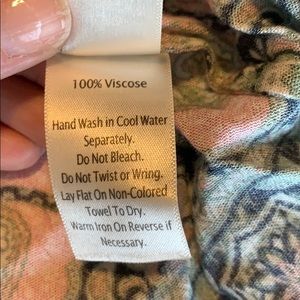 100% Viscose
Hand Wash in Cool Water
Separately.
Do Not Bleach.
Do Not Twist or Wring.
Lay Flat On Non-Colored
Towel To Dry.
Warm Iron On Reverse if
Necessary.